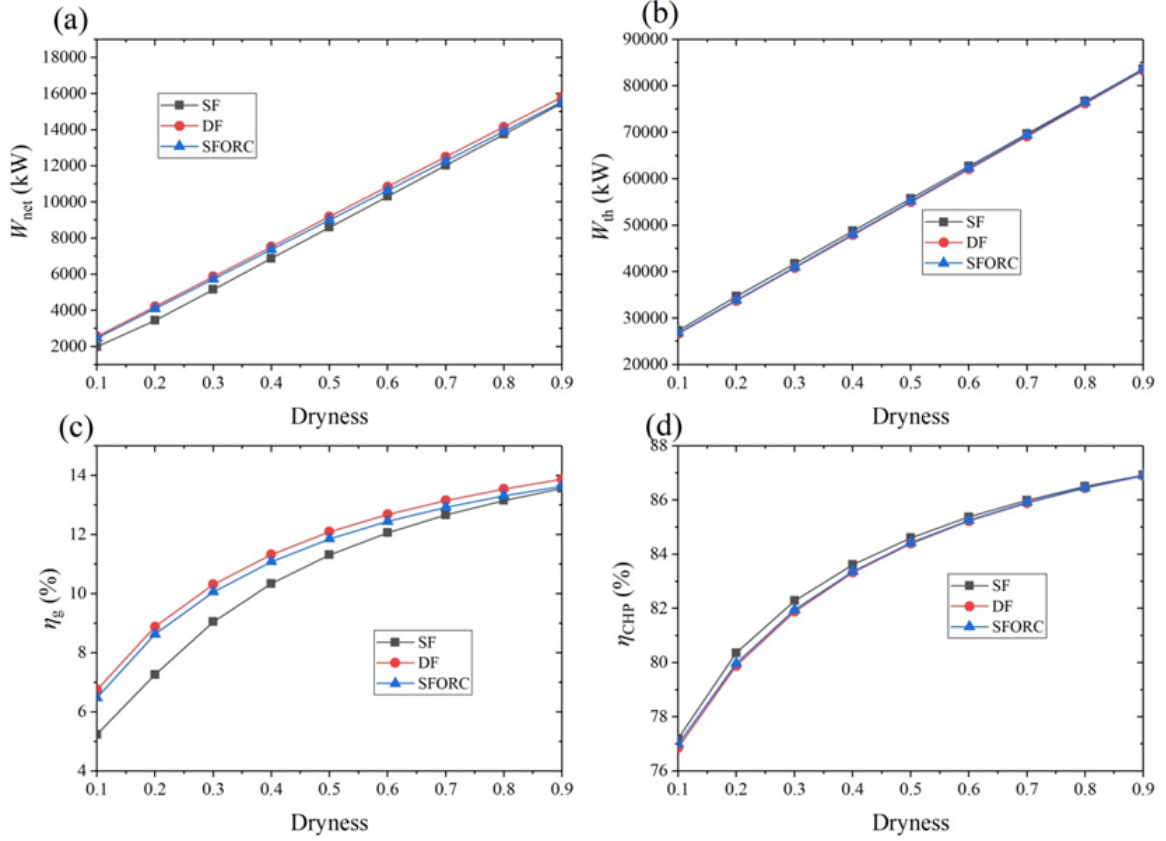 (a)
18000
16000
14000
12000
10000
8000
6000
4000
2000
W_net (kW)
SF
DF
SFORC
0.1 0.2 0.3 0.4 0.5 0.6 0.7 0.8 0.9
Dryness
(b)
90000
80000
70000
60000
50000
40000
30000
20000
W_th (kW)
SF
DF
SFORC
0.1 0.2 0.3 0.4 0.5 0.6 0.7 0.8 0.9
Dryness
(c)
14
12
10
8
6
4
η_g (%)
SF
DF
SFORC
0.1 0.2 0.3 0.4 0.5 0.6 0.7 0.8 0.9
Dryness
(d)
88
86
84
82
80
78
76
η_CHP (%)
SF
DF
SFORC
0.1 0.2 0.3 0.4 0.5 0.6 0.7 0.8 0.9
Dryness